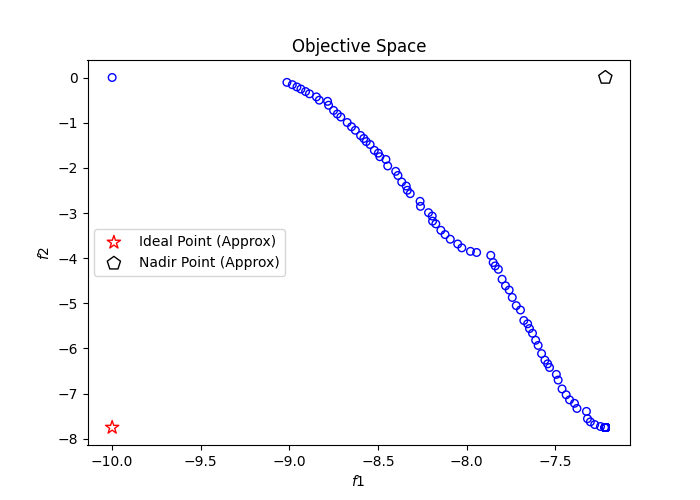 Objective Space
0
−1
−2
−3
−4
−5
−6
−7
−8
f2
Ideal Point (Approx)
Nadir Point (Approx)
−10.0 −9.5 −9.0 −8.5 −8.0 −7.5
f1